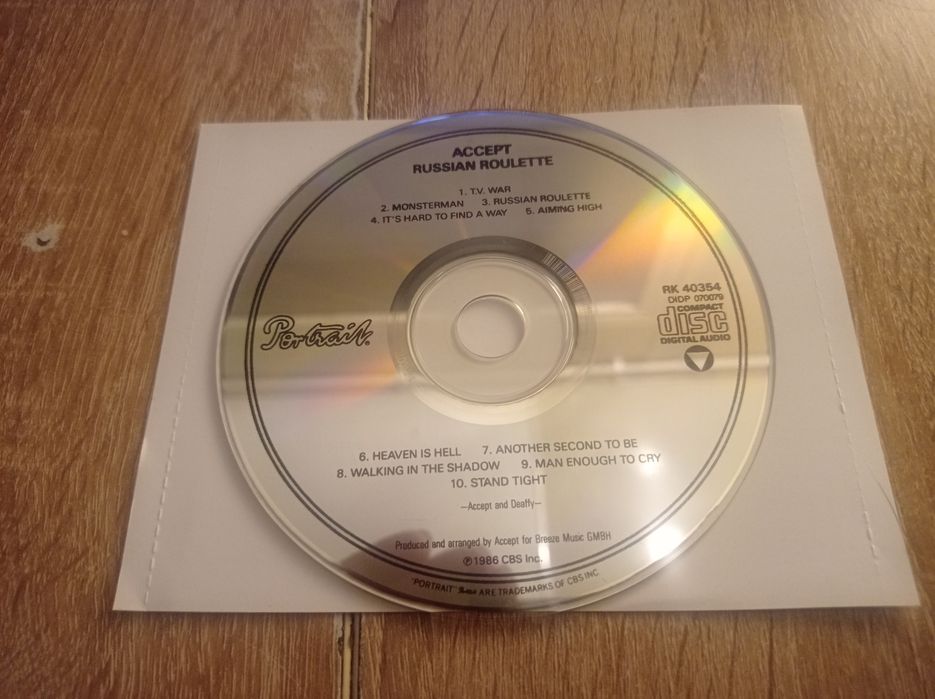 ACCEPT
RUSSIAN ROULETTE
1. T.V. WAR
2. MONSTERMAN 3. RUSSIAN ROULETTE
4. IT'S HARD TO FIND A WAY 5. AIMING HIGH
Portrait.
RK 40354
DIDP 070079
COMPACT
disc
DIGITAL AUDIO
6. HEAVEN IS HELL 7. ANOTHER SECOND TO BE
8. WALKING IN THE SHADOW 9. MAN ENOUGH TO CRY
10. STAND TIGHT
—Accept and Deaffy—
Produced and arranged by Accept for Breeze Music GMBH
℗ 1986 CBS Inc.
"PORTRAIT" Portrait ARE TRADEMARKS OF CBS INC.